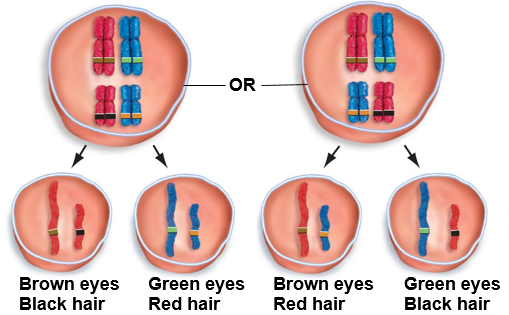 OR
Brown eyes
Black hair
Green eyes
Red hair
Brown eyes
Red hair
Green eyes
Black hair